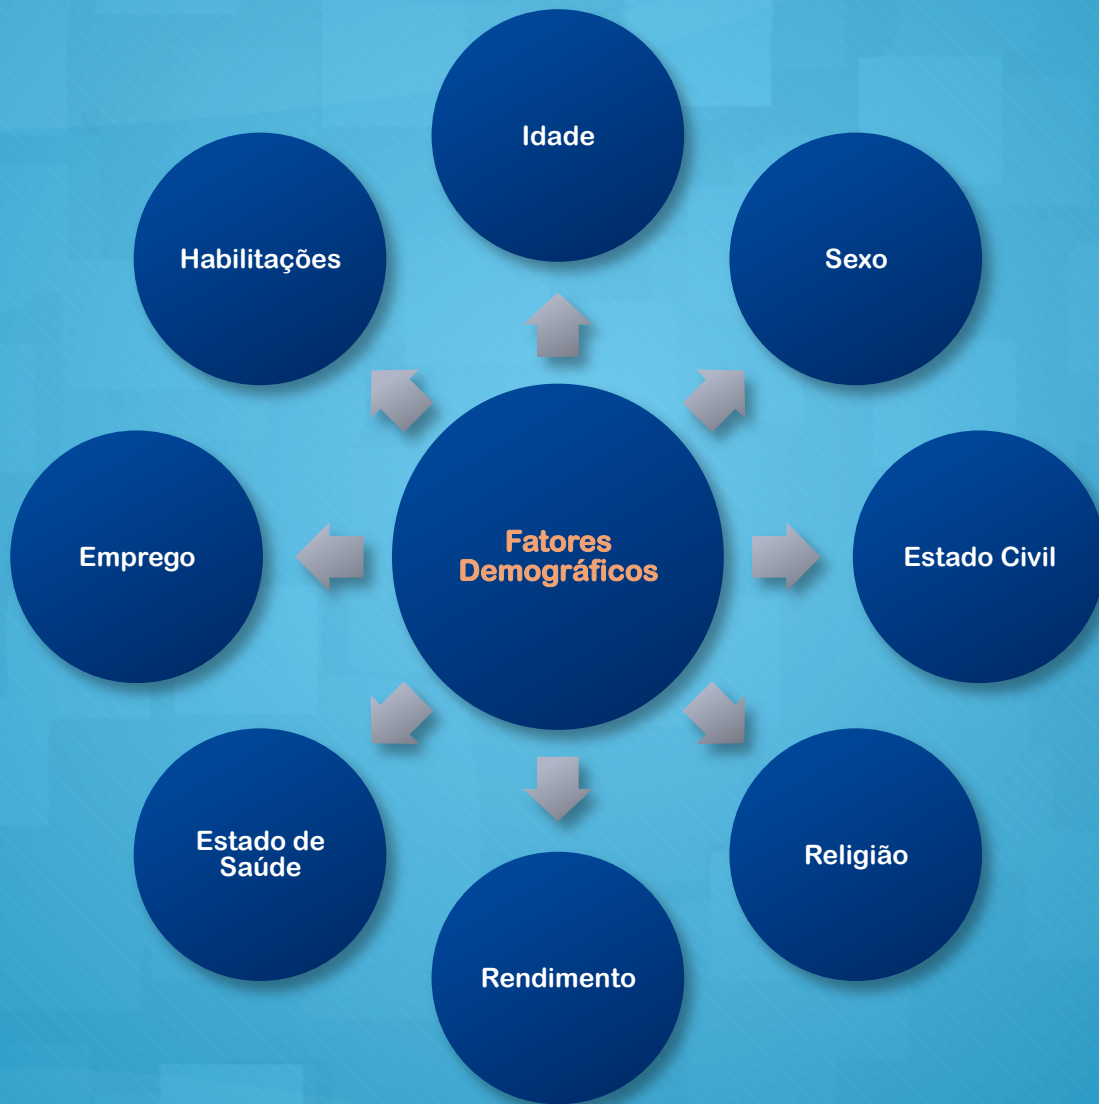 Idade
Habilitações
Sexo
Fatores
Demográficos
Emprego
Estado Civil
Estado de
Saúde
Religião
Rendimento